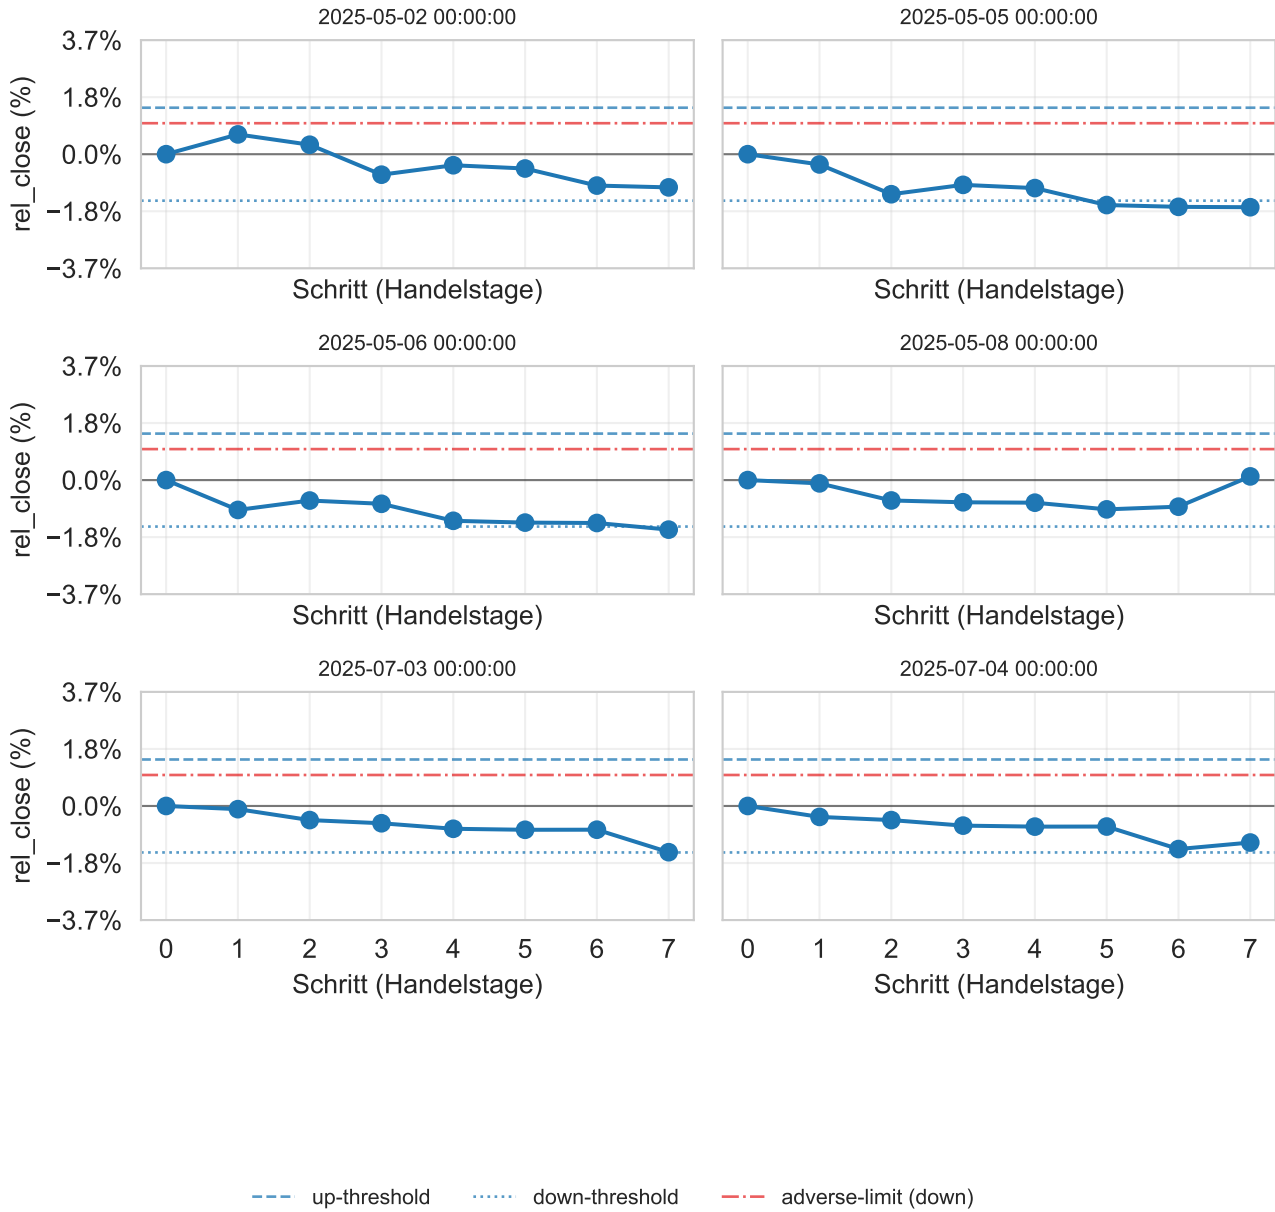 2025-05-02 00:00:00
2025-05-05 00:00:00
rel_close (%)
3.7%
1.8%
0.0%
−1.8%
−3.7%
Schritt (Handelstage)
Schritt (Handelstage)
2025-05-06 00:00:00
2025-05-08 00:00:00
rel_close (%)
3.7%
1.8%
0.0%
−1.8%
−3.7%
Schritt (Handelstage)
Schritt (Handelstage)
2025-07-03 00:00:00
2025-07-04 00:00:00
rel_close (%)
3.7%
1.8%
0.0%
−1.8%
−3.7%
0 1 2 3 4 5 6 7
0 1 2 3 4 5 6 7
Schritt (Handelstage)
Schritt (Handelstage)
up-threshold down-threshold adverse-limit (down)